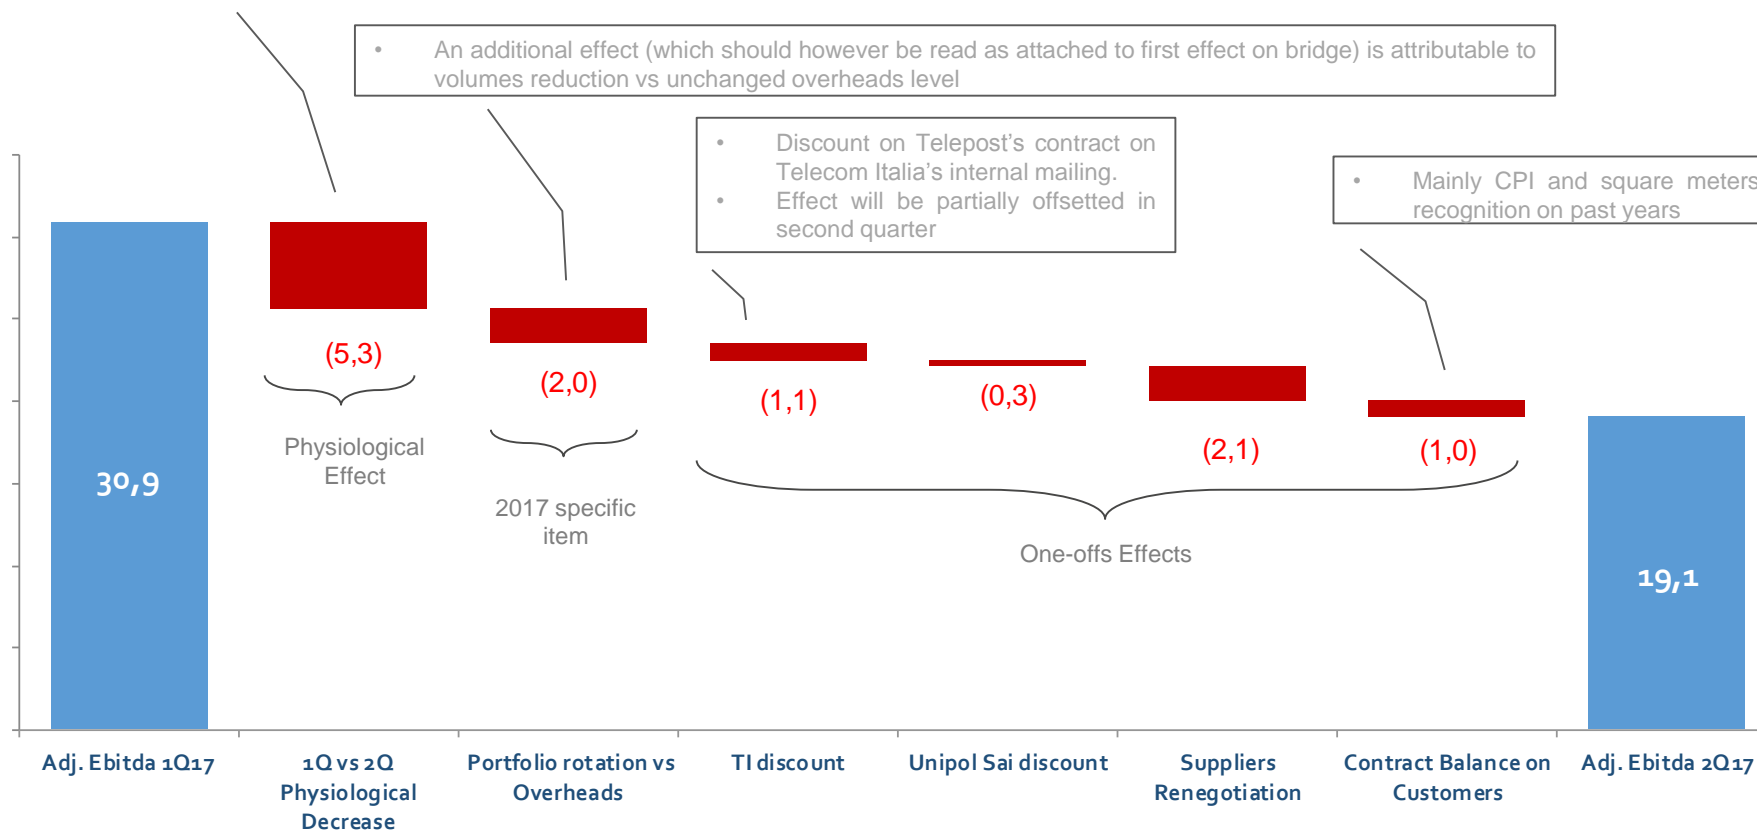 • An additional effect (which should however be read as attached to first effect on bridge) is attributable to
volumes reduction vs unchanged overheads level
• Discount on Telepost’s contract on
Telecom Italia’s internal mailing.
• Effect will be partially offsetted in
second quarter
• Mainly CPI and square meters
recognition on past years
(5,3)
(2,0)
(1,1)
(0,3)
(2,1)
(1,0)
Physiological
Effect
2017 specific
item
One-offs Effects
30,9
19,1
Adj. Ebitda 1Q17
1Q vs 2Q
Physiological
Decrease
Portfolio rotation vs
Overheads
TI discount
Unipol Sai discount
Suppliers
Renegotiation
Contract Balance on
Customers
Adj. Ebitda 2Q17